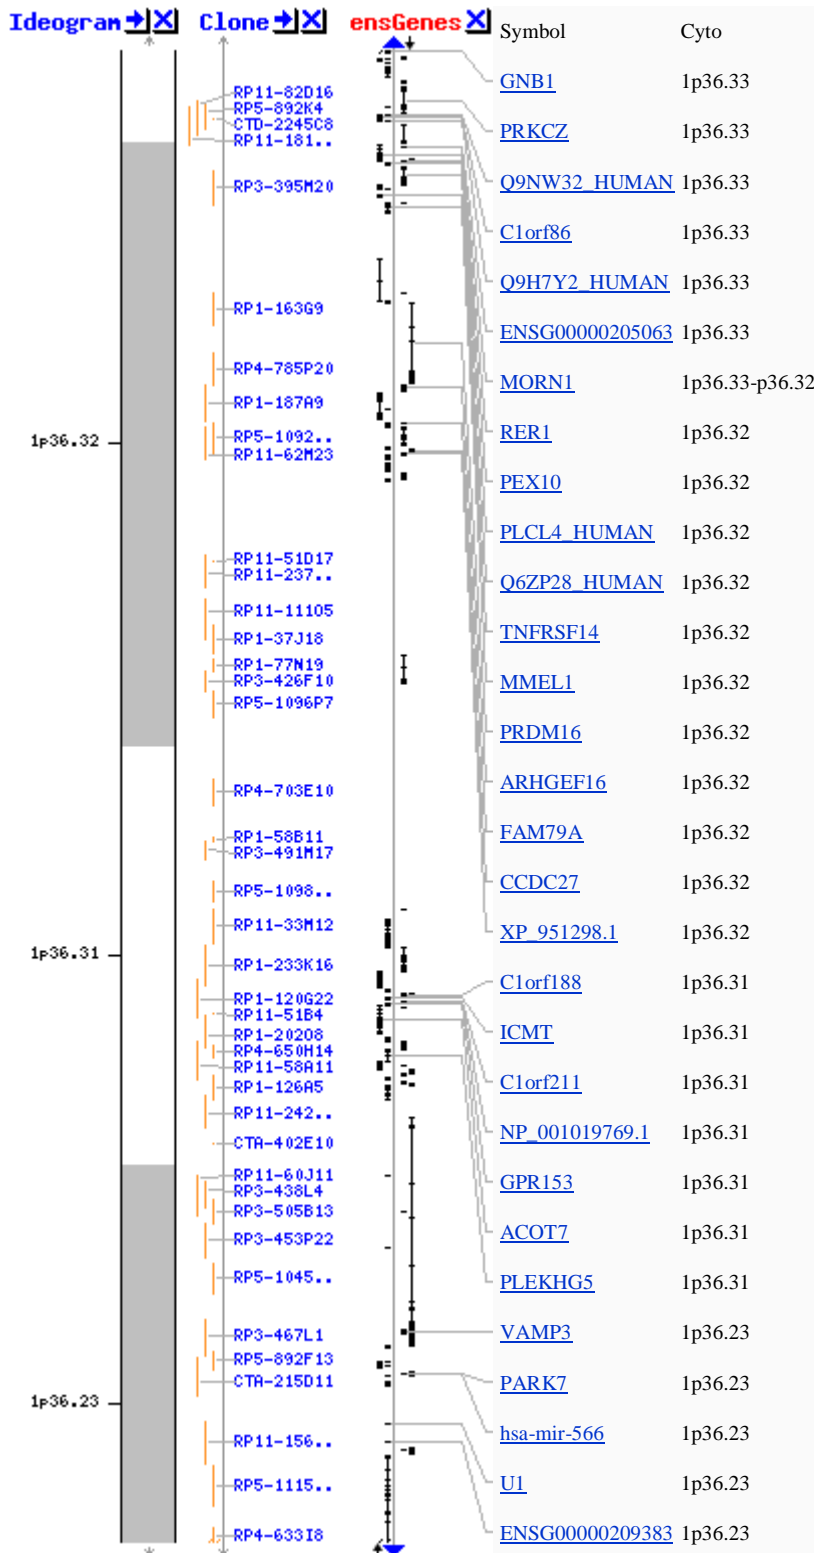 Ideogram Clone ensGenes Symbol Cyto
GNB1 1p36.33
RP11-82D16
RP5-892K4
CTD-2245C8
PRKCZ 1p36.33
RP11-181..
RP3-395M20
Q9NW32_HUMAN 1p36.33
C1orf86 1p36.33
Q9H7Y2_HUMAN 1p36.33
RP1-163G9
ENSG00000205063 1p36.33
RP4-785P20
MORN1 1p36.33-p36.32
RP1-187A9
RER1 1p36.32
1p36.32
RP5-1092..
RP11-62M23
PEX10 1p36.32
PLCL4_HUMAN 1p36.32
RP11-51D17
RP11-237..
Q6ZP28_HUMAN 1p36.32
RP11-11105
TNFRSF14 1p36.32
RP1-37J18
RP1-77N19
RP3-426F10
MMEL1 1p36.32
RP5-1096P7
PRDM16 1p36.32
ARHGEF16 1p36.32
RP4-703E10
FAM79A 1p36.32
RP1-58B11
RP3-491M17
CCDC27 1p36.32
RP5-1098..
RP11-33M12
XP_951298.1 1p36.32
1p36.31
RP1-233K16
C1orf188 1p36.31
RP1-120G22
RP11-51B4
ICMT 1p36.31
RP1-20208
RP4-650H14
RP11-58A11
C1orf211 1p36.31
RP1-126A5
RP11-242..
NP_001019769.1 1p36.31
CTA-402E10
RP11-60J11
GPR153 1p36.31
RP3-438L4
RP3-505B13
ACOT7 1p36.31
RP3-453P22
RP5-1045..
PLEKHG5 1p36.31
VAMP3 1p36.23
RP3-467L1
RP5-892F13
CTA-215D11
PARK7 1p36.23
1p36.23
hsa-mir-566 1p36.23
RP11-156..
U1 1p36.23
RP5-1115..
ENSG00000209383 1p36.23
RP4-633I8